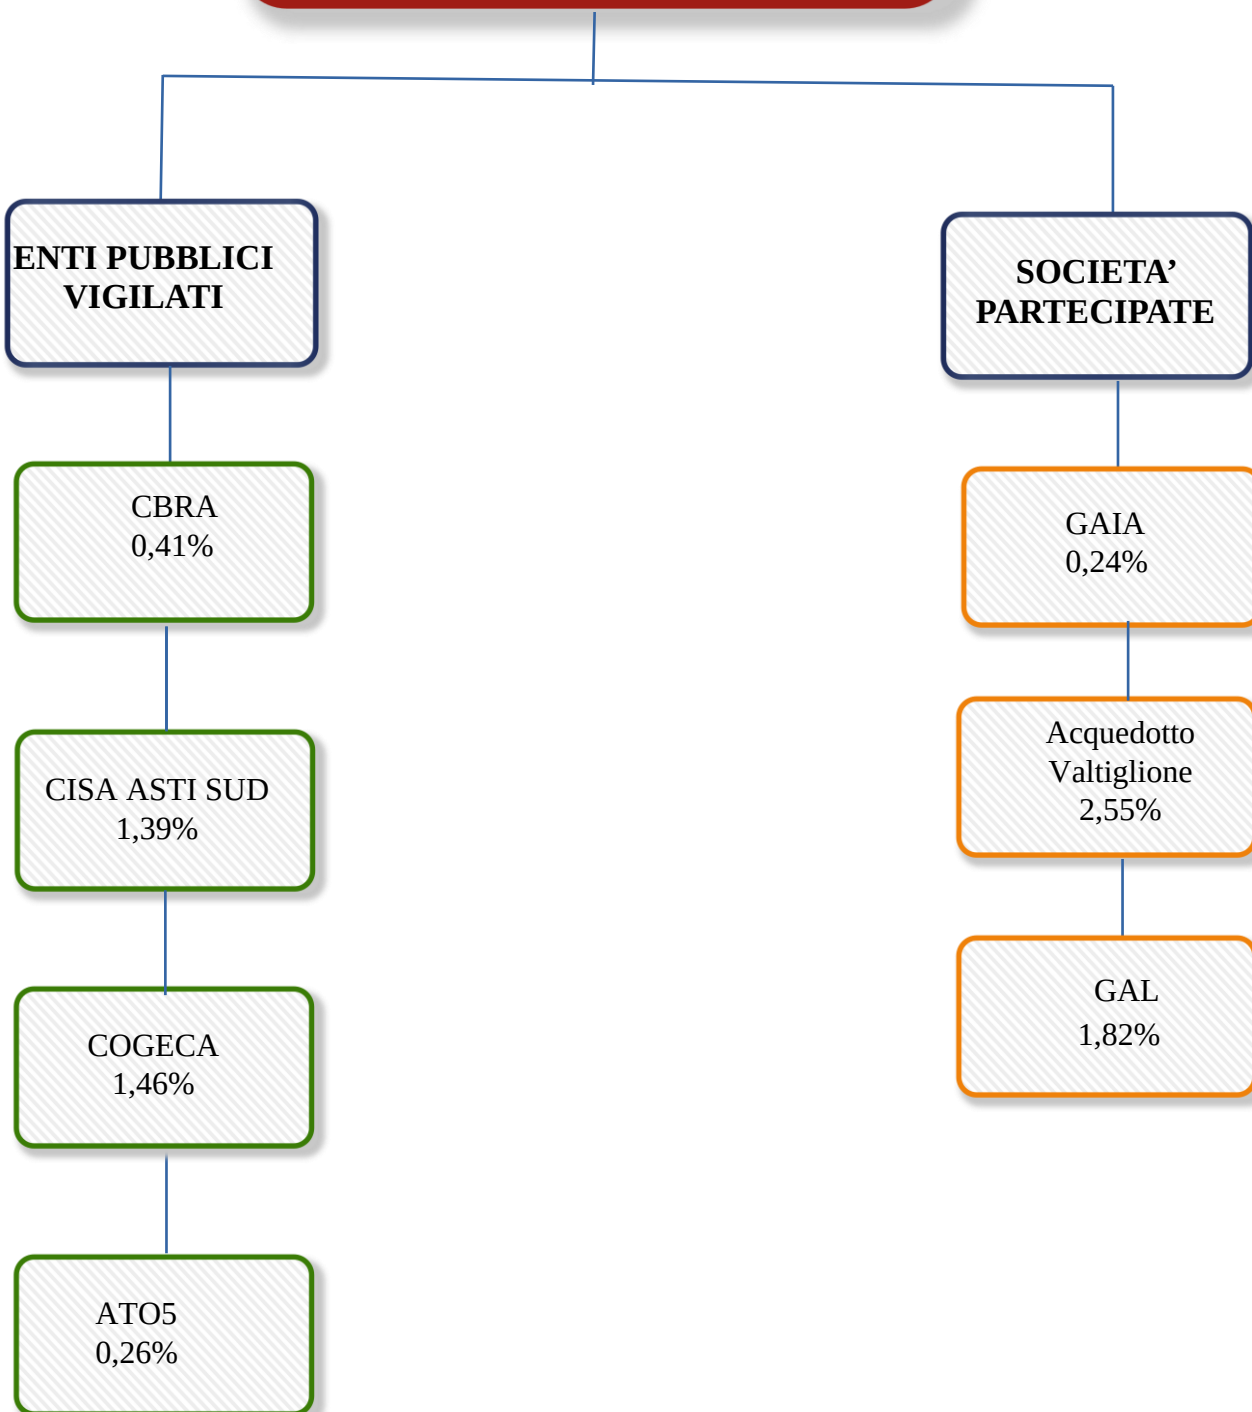 ENTI PUBBLICI
VIGILATI
CBRA
0,41%
CISA ASTI SUD
1,39%
COGECA
1,46%
ATO5
0,26%
SOCIETA’
PARTECIPATE
GAIA
0,24%
Acquedotto
Valtiglione
2,55%
GAL
1,82%